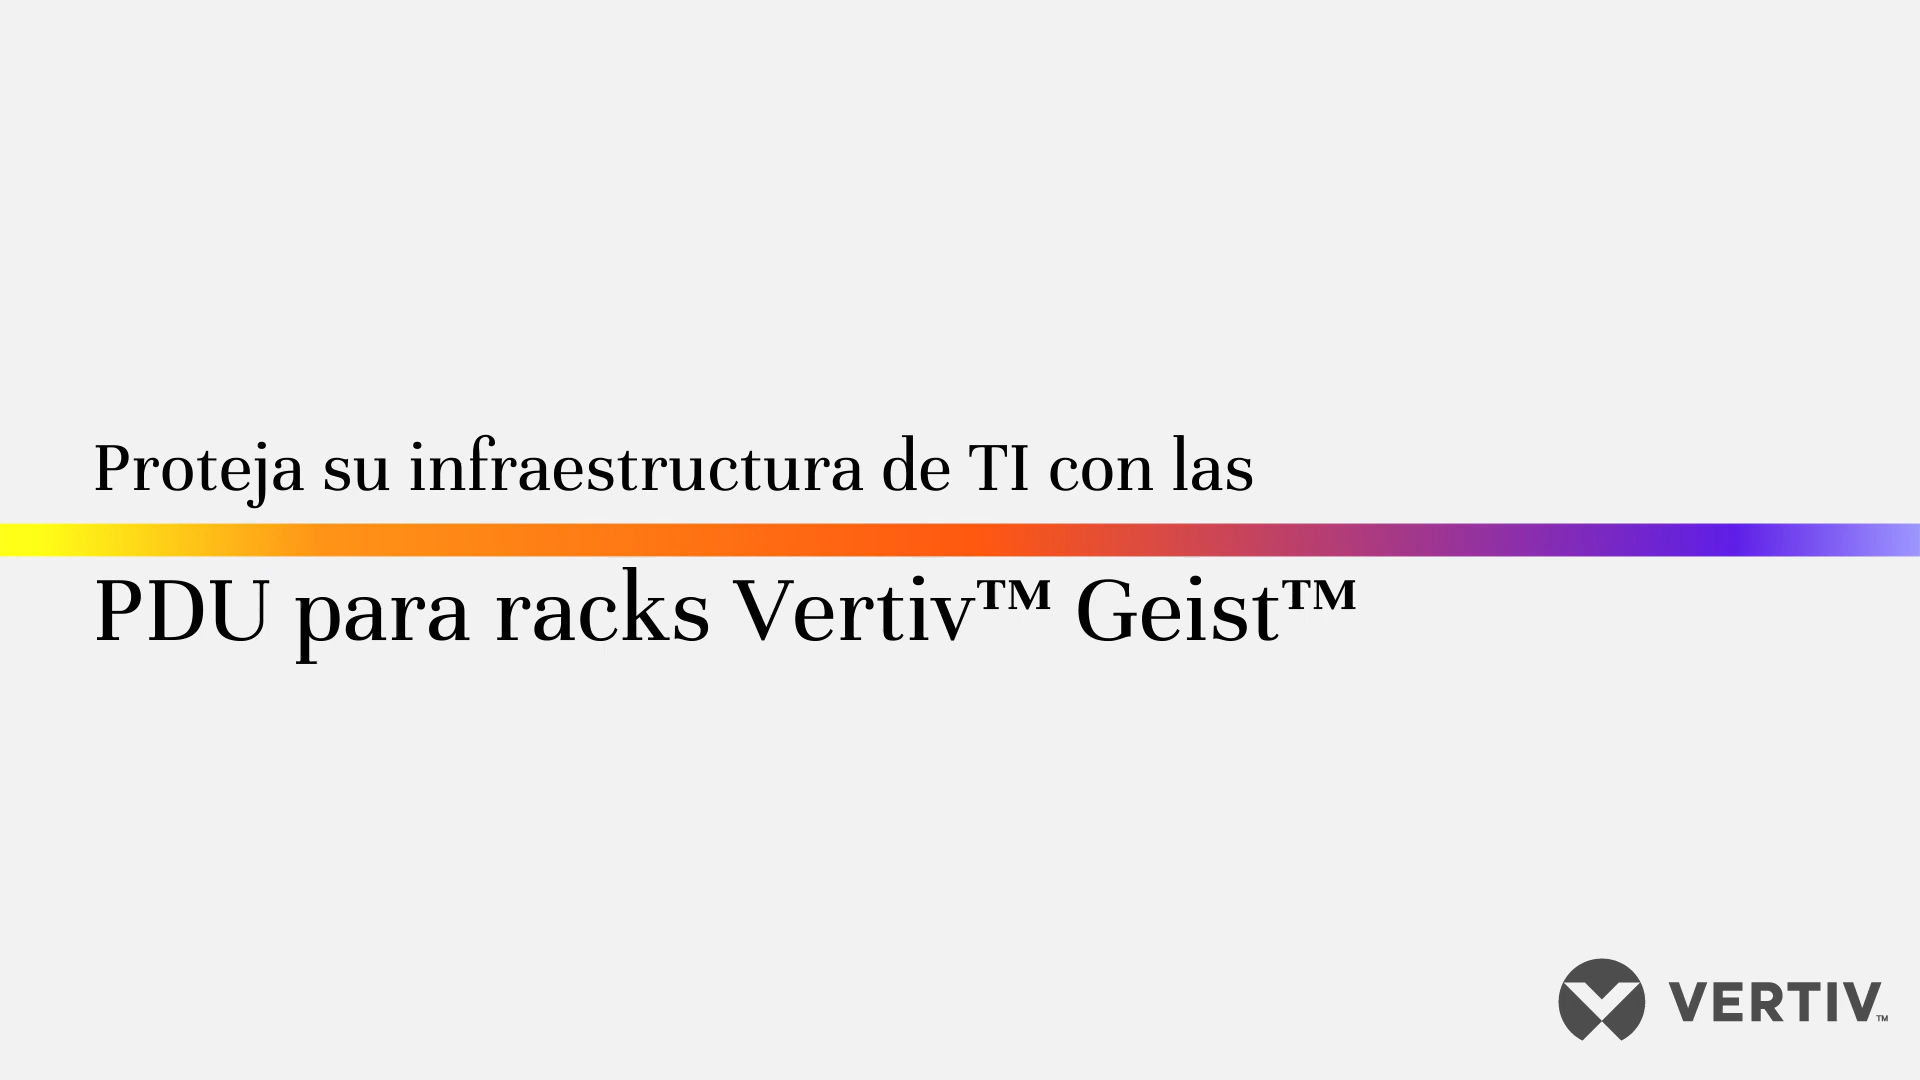 Proteja su infraestructura de TI con las
PDU para racks Vertiv™ Geist™
VERTIV™